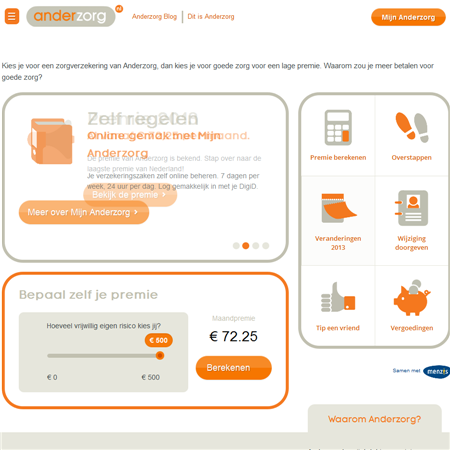 anderzorg
Anderzorg Blog
Dit is Anderzorg
Mijn Anderzorg
Kies je voor een zorgverzekering van Anderzorg, dan kies je voor goede zorg voor een lage premie. Waarom zou je meer betalen voor
goede zorg?
Zelf regelen
Online gemak met Mijn
Anderzorg
De premie van Anderzorg is bekend. Stap over naar de
laagste premie van Nederland!
Je verzekeringszaken zelf online beheren. 7 dagen per
week, 24 uur per dag. Log gemakkelijk in met je DigiD.
Bekijk de premie >
Meer over Mijn Anderzorg >
Premie berekenen
Overstappen
Veranderingen
2013
Wijziging
doorgeven
Tip een vriend
Vergoedingen
Bepaal zelf je premie
Hoeveel vrijwillig eigen risico kies jij?
€ 500
€ 0
€ 500
Maandpremie
€ 72.25
Berekenen
Samen met
menzis
Waarom Anderzorg?